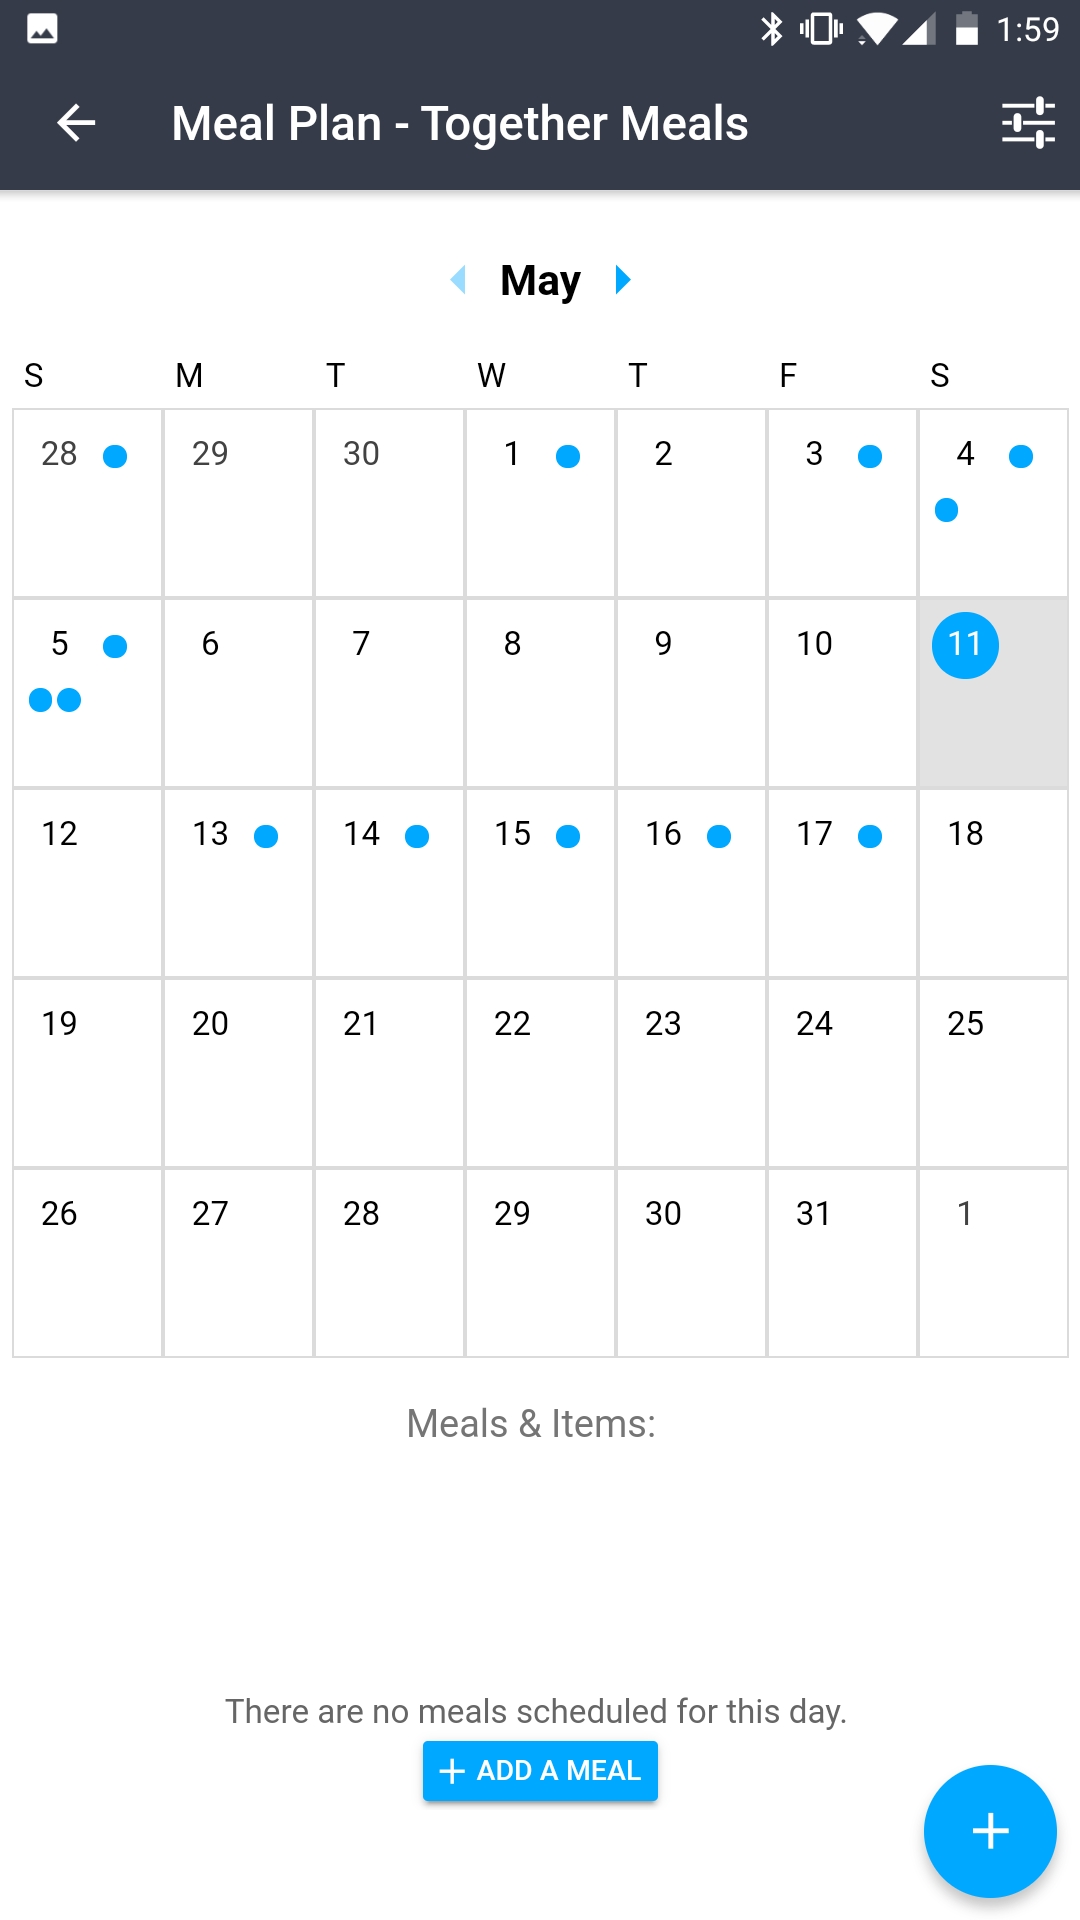 1:59
Meal Plan - Together Meals
May
S M T W T F S
28 29 30 1 2 3 4
5 6 7 8 9 10 11
12 13 14 15 16 17 18
19 20 21 22 23 24 25
26 27 28 29 30 31 1
Meals & Items:
There are no meals scheduled for this day.
+ ADD A MEAL
+